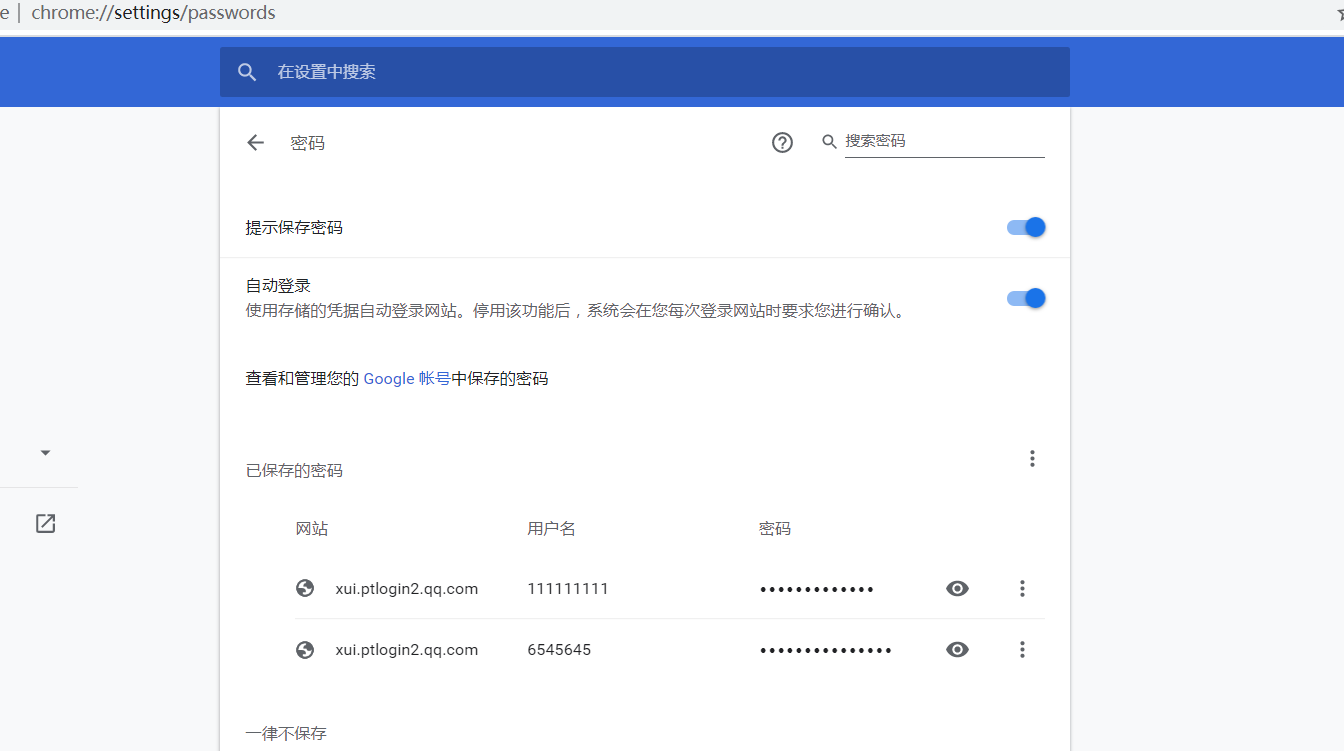 e | chrome://settings/passwords
在设置中搜索
密码
搜索密码
提示保存密码
自动登录
使用存储的凭据自动登录网站。停用该功能后，系统会在您每次登录网站时要求您进行确认。
查看和管理您的 Google 帐号中保存的密码
已保存的密码
网站 用户名 密码
xui.ptlogin2.qq.com 111111111 •••••••••••••
xui.ptlogin2.qq.com 6545645 •••••••••••••••
一律不保存